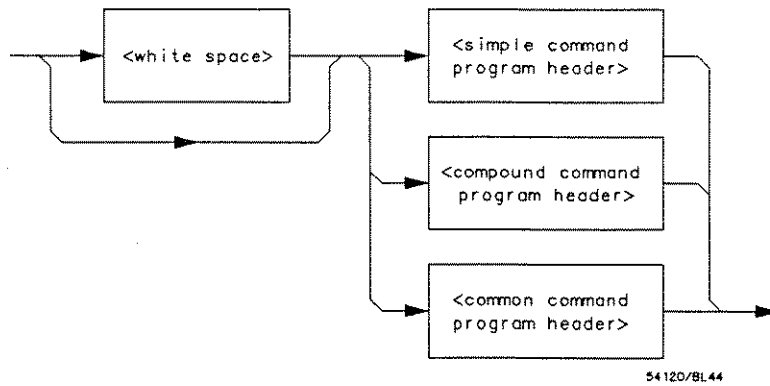 <white space>
<simple command
program header>
<compound command
program header>
<common command
program header>
54120/BL44